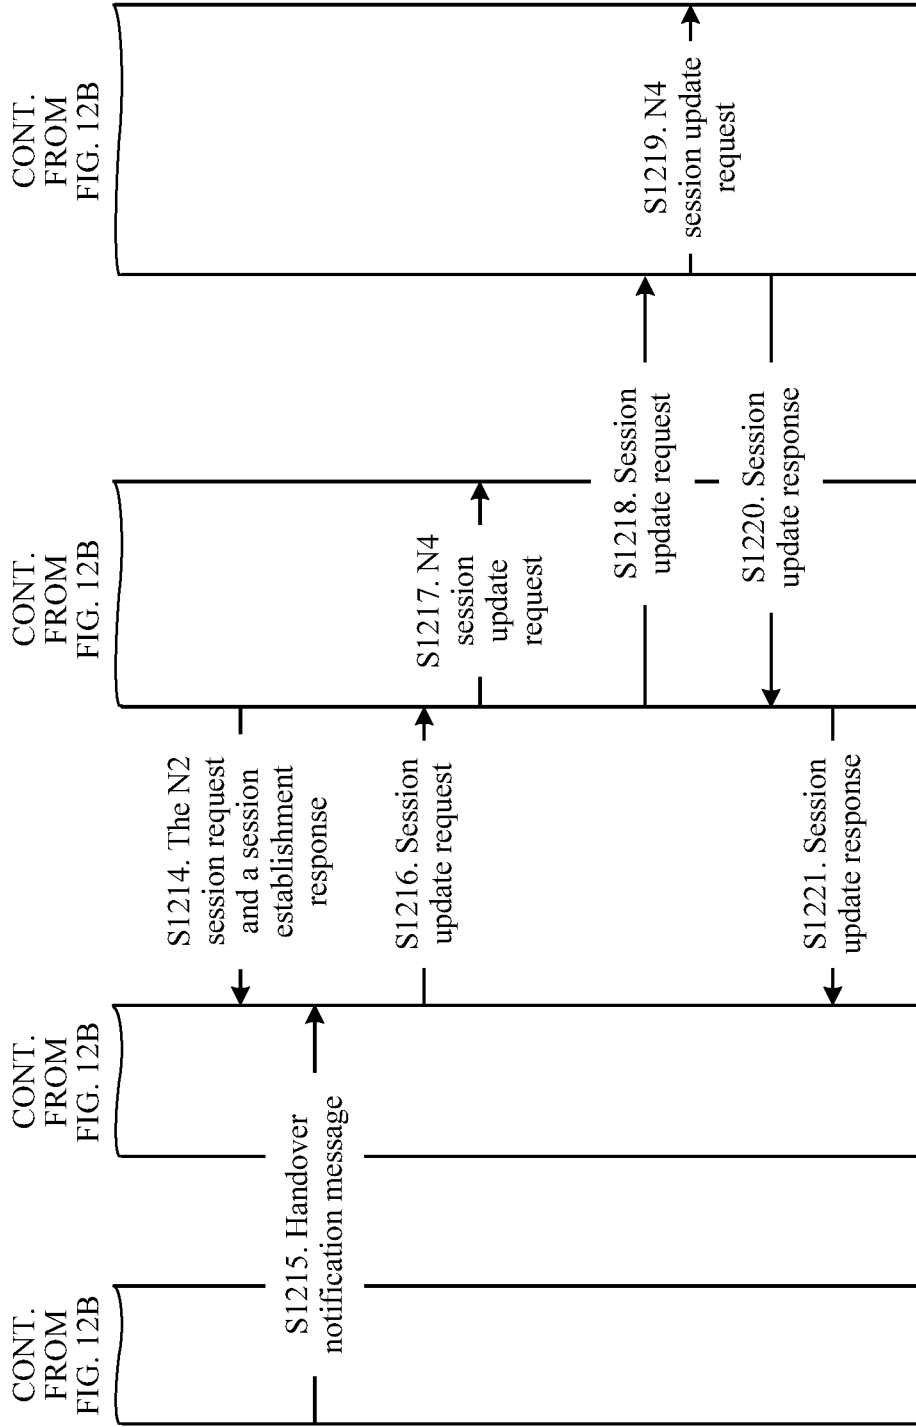 CONT.
FROM
FIG. 12B
CONT.
FROM
FIG. 12B
CONT.
FROM
FIG. 12B
CONT.
FROM
FIG. 12B
S1214. The N2
session request
and a session
establishment
response
S1215. Handover
notification message
S1216. Session
update request
S1217. N4
session
update
request
S1218. Session
update request
S1219. N4
session update
request
S1220. Session
update response
S1221. Session
update response